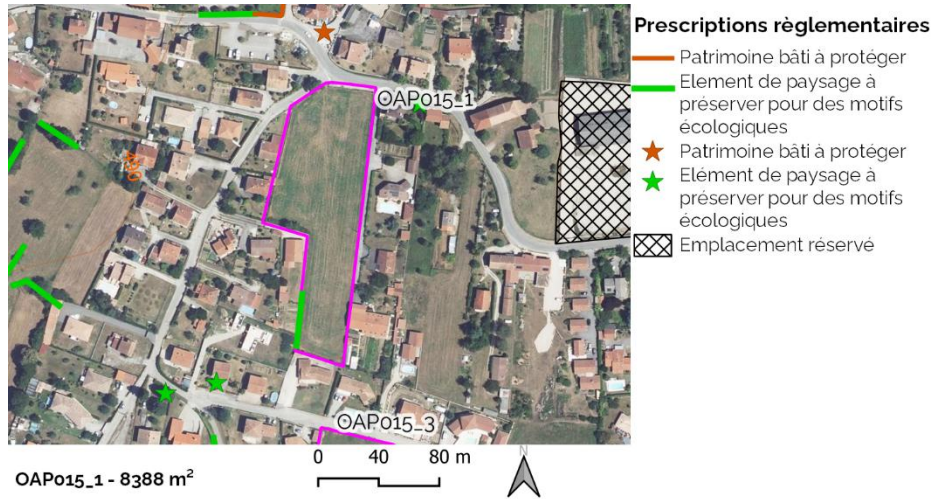 Prescriptions règlementaires
Patrimoine bâti à protéger
Element de paysage à
préserver pour des motifs
écologiques
Patrimoine bâti à protéger
Elément de paysage à
préserver pour des motifs
écologiques
Emplacement réservé
OAP015_1
OAP015_3
0 40 80 m
N
OAP015_1 - 8388 m²